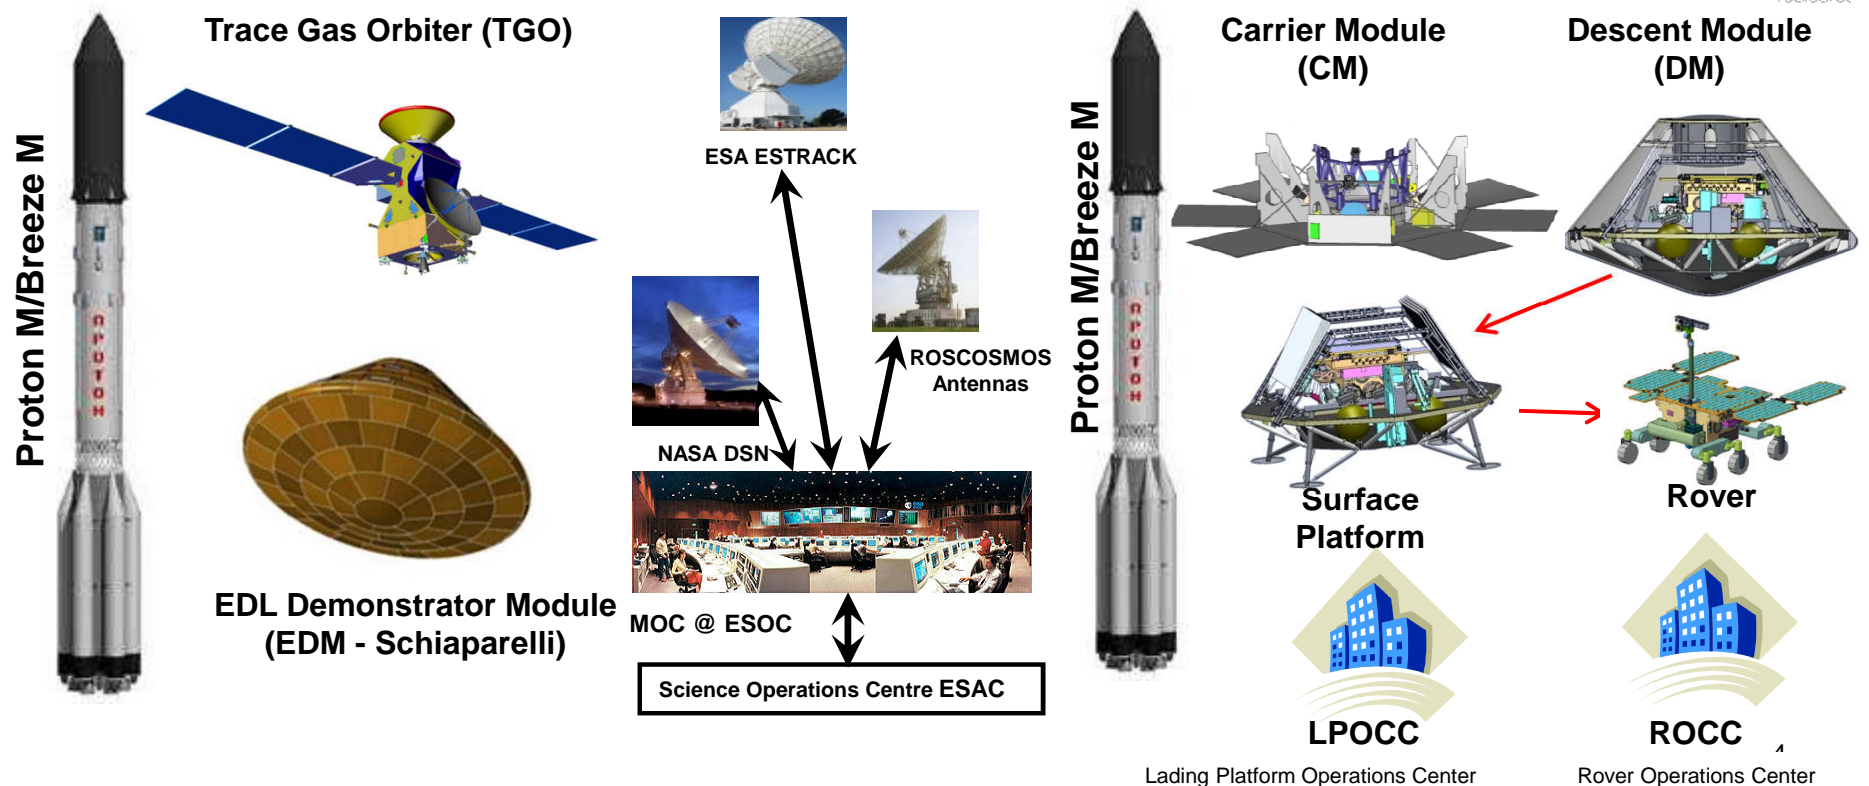 Trace Gas Orbiter (TGO)
Proton M/Breeze M
ПРОТОН
EDL Demonstrator Module
(EDM - Schiaparelli)
ESA ESTRACK
ROSCOSMOS
Antennas
NASA DSN
MOC @ ESOC
Science Operations Centre ESAC
Proton M/Breeze M
ПРОТОН
Carrier Module
(CM)
Descent Module
(DM)
Surface
Platform
Rover
LPOCC
Lading Platform Operations Center
ROCC
Rover Operations Center